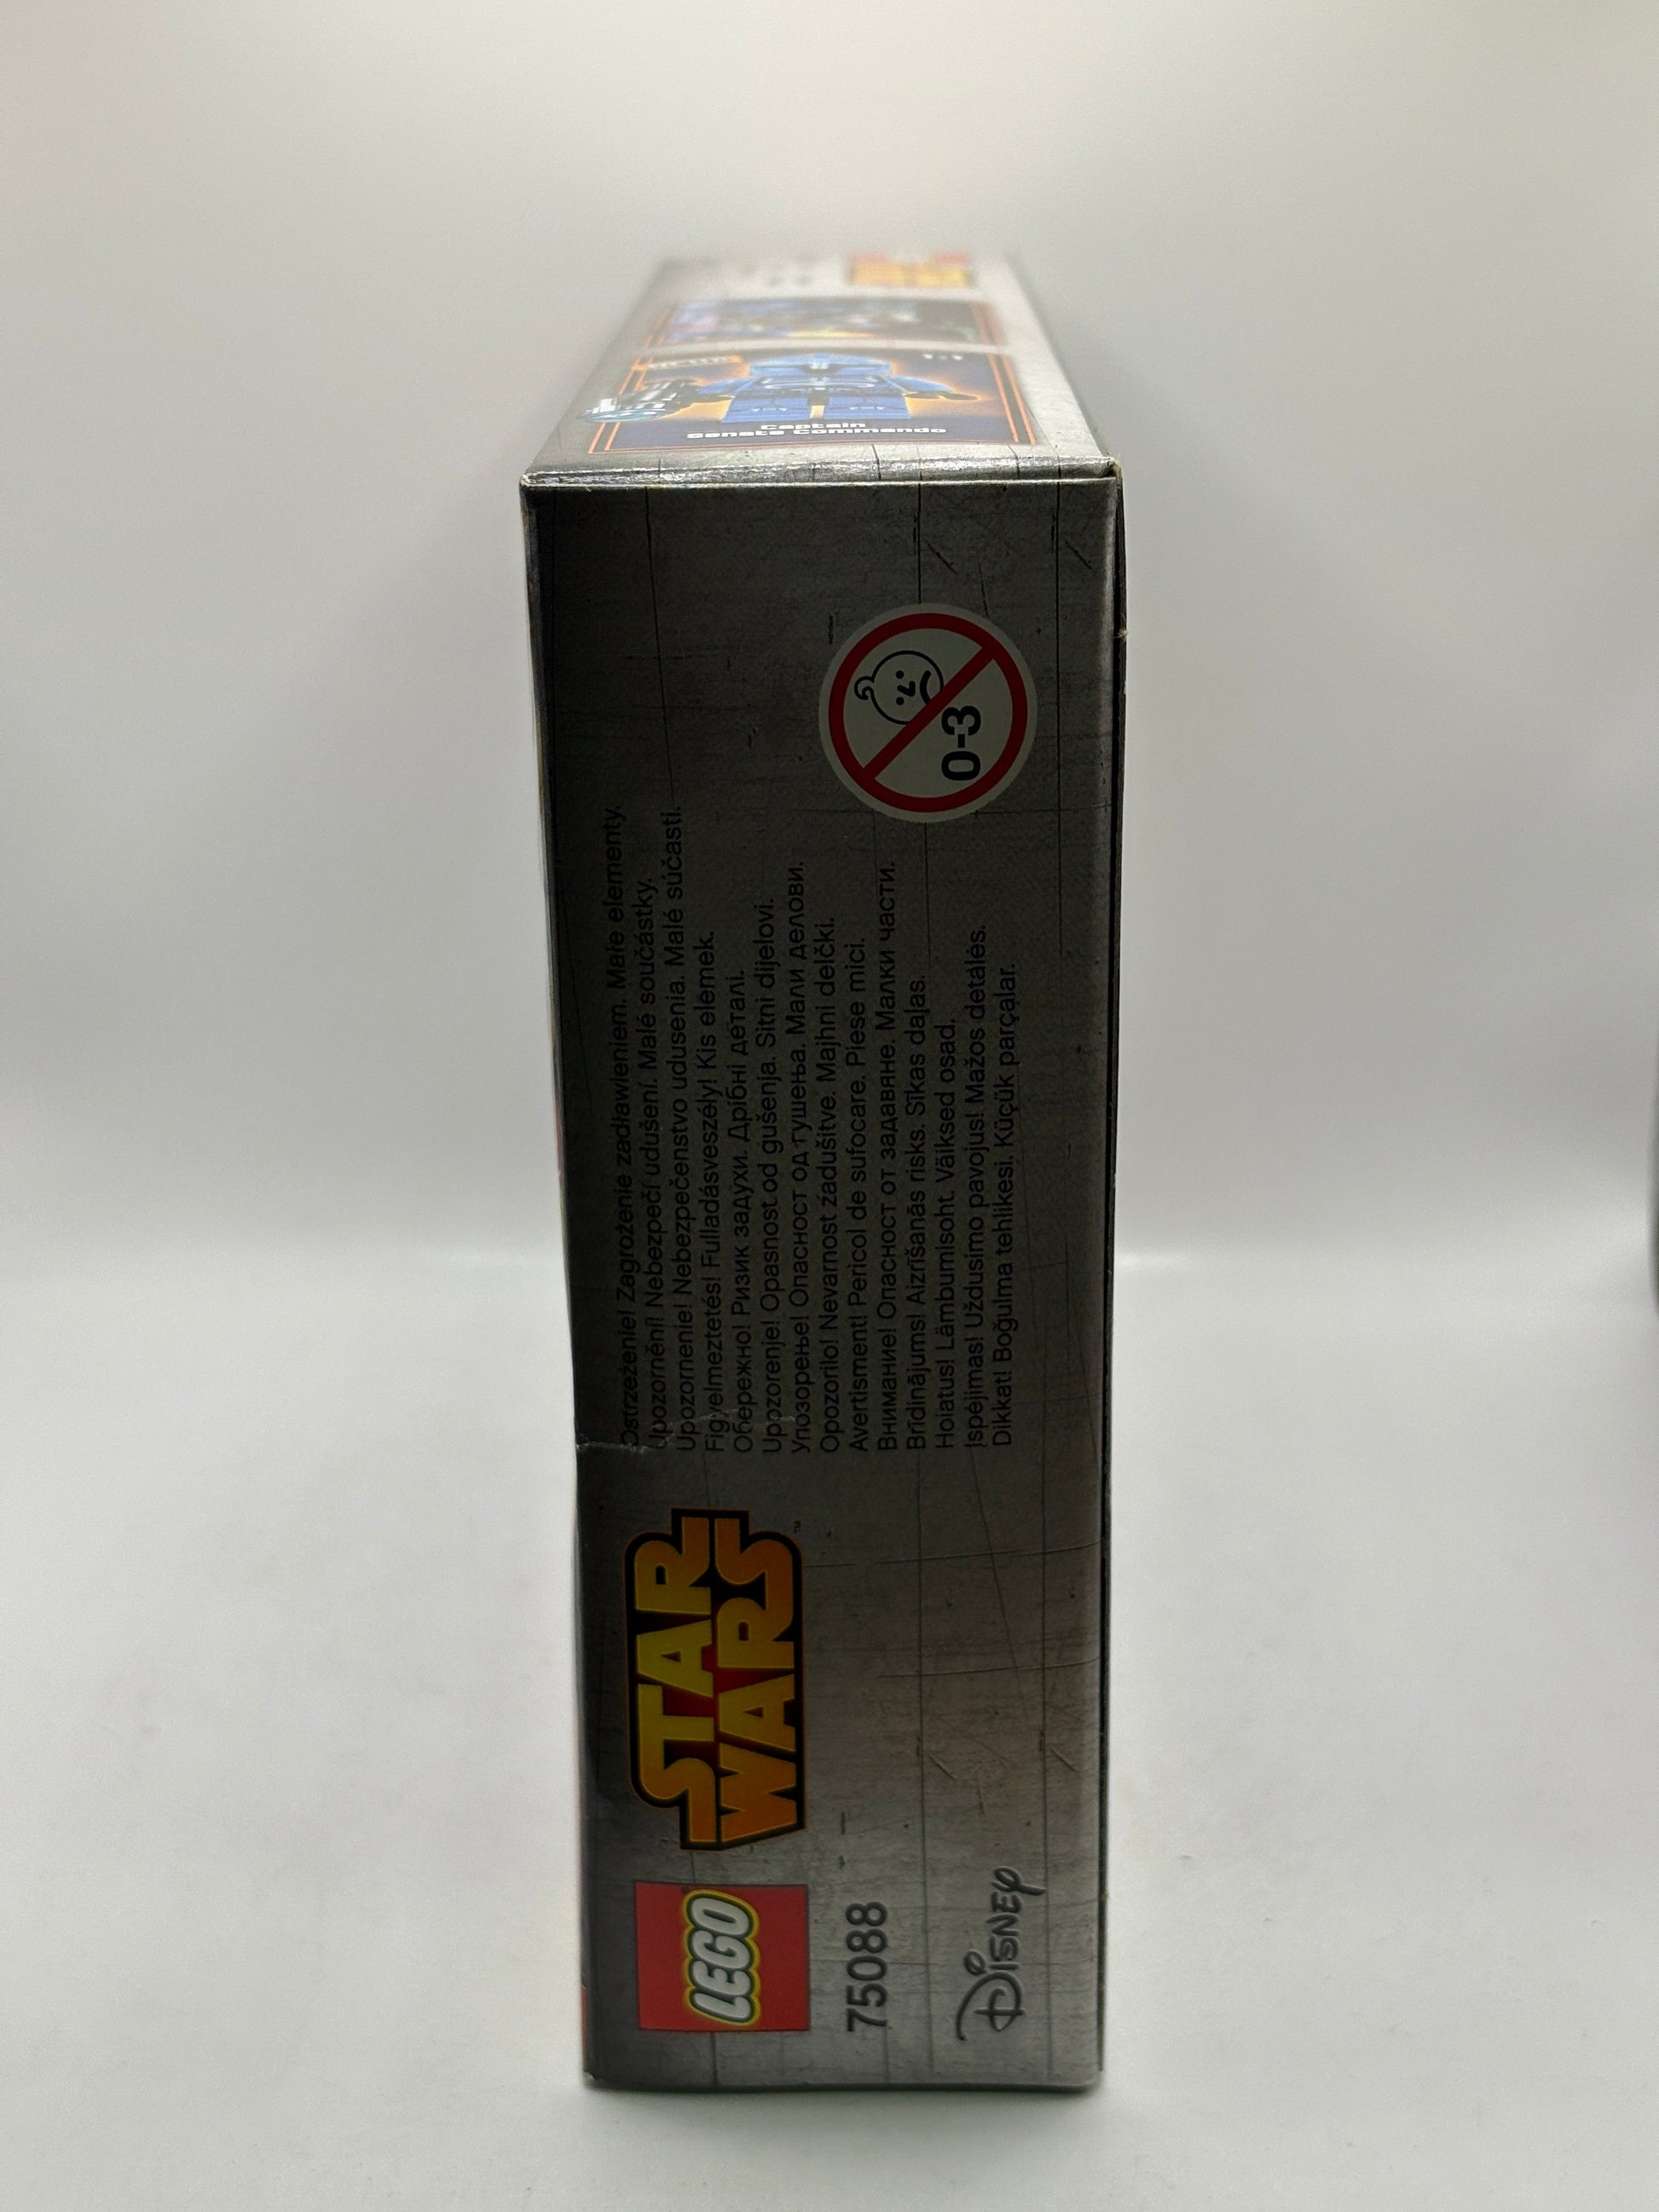 Captain
Senate Commando
0-3
Ostrzeżenie! Zagrożenie zadławieniem. Małe elementy.
Upozornění! Nebezpečí udušení. Malé součástky.
Upozornenie! Nebezpečenstvo udusenia. Malé súčasti.
Figyelmeztetés! Fulladásveszély! Kis elemek.
Обережно! Ризик задухи. Дрібні деталі.
Upozorenje! Opasnost od gušenja. Sitni dijelovi.
Упозорење! Опасност од гушења. Мали делови.
Opozorilo! Nevarnost zadušitve. Majhni delčki.
Avertisment! Pericol de sufocare. Piese mici.
Внимание! Опасност от задавяне. Малки части.
Brīdinājums! Aizrīšanās risks. Sīkas daļas.
Hoiatus! Lämbumisoht. Väiksed osad.
Įspėjimas! Uždusimo pavojus! Mažos detalės.
Dikkat! Boğulma tehlikesi. Küçük parçalar.
STAR
WARS™
LEGO
75088
Disney